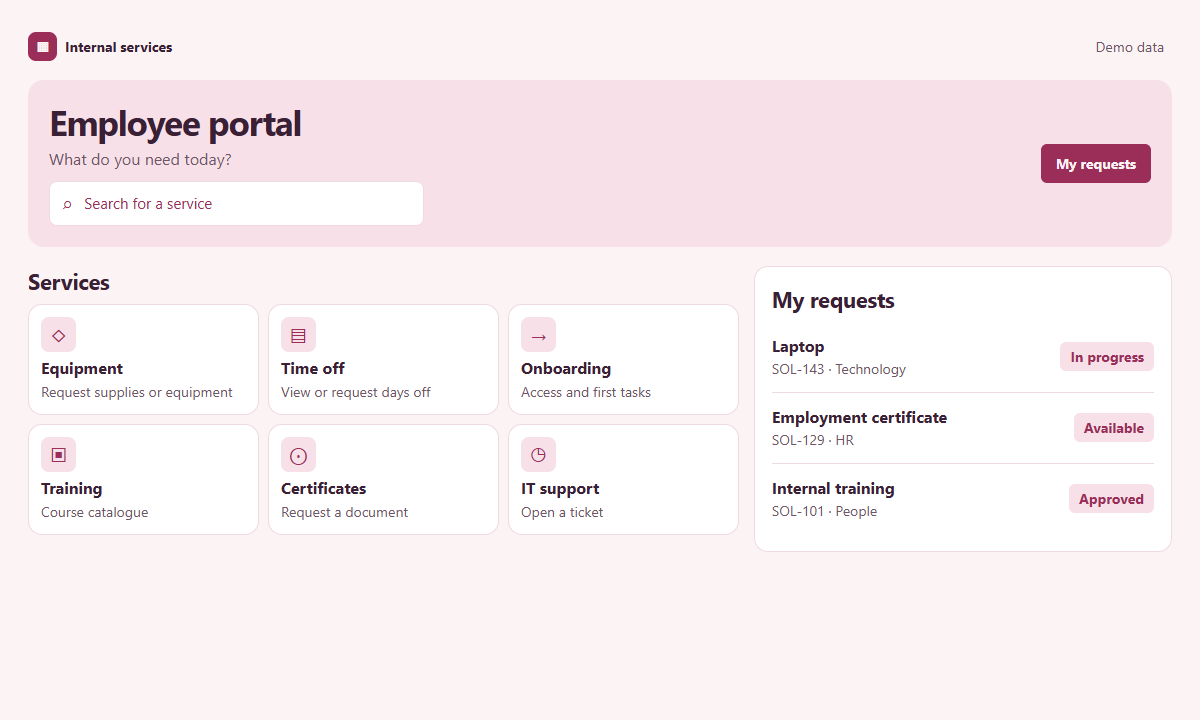 Internal services
Demo data
Employee portal
What do you need today?
Search for a service
My requests
Services
Equipment
Request supplies or equipment
Time off
View or request days off
Onboarding
Access and first tasks
Training
Course catalogue
Certificates
Request a document
IT support
Open a ticket
My requests
Laptop
SOL-143 · Technology
In progress
Employment certificate
SOL-129 · HR
Available
Internal training
SOL-101 · People
Approved